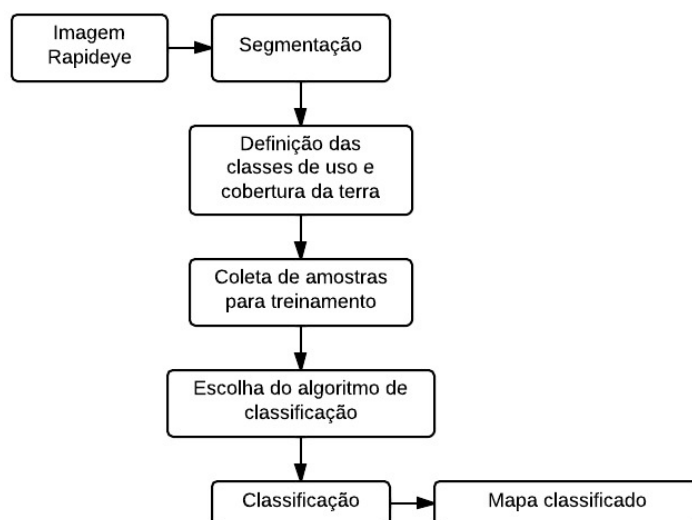 Imagem
Rapideye
Segmentação
Definição das
classes de uso e
cobertura da terra
Coleta de amostras
para treinamento
Escolha do algoritmo de
classificação
Classificação
Mapa classificado